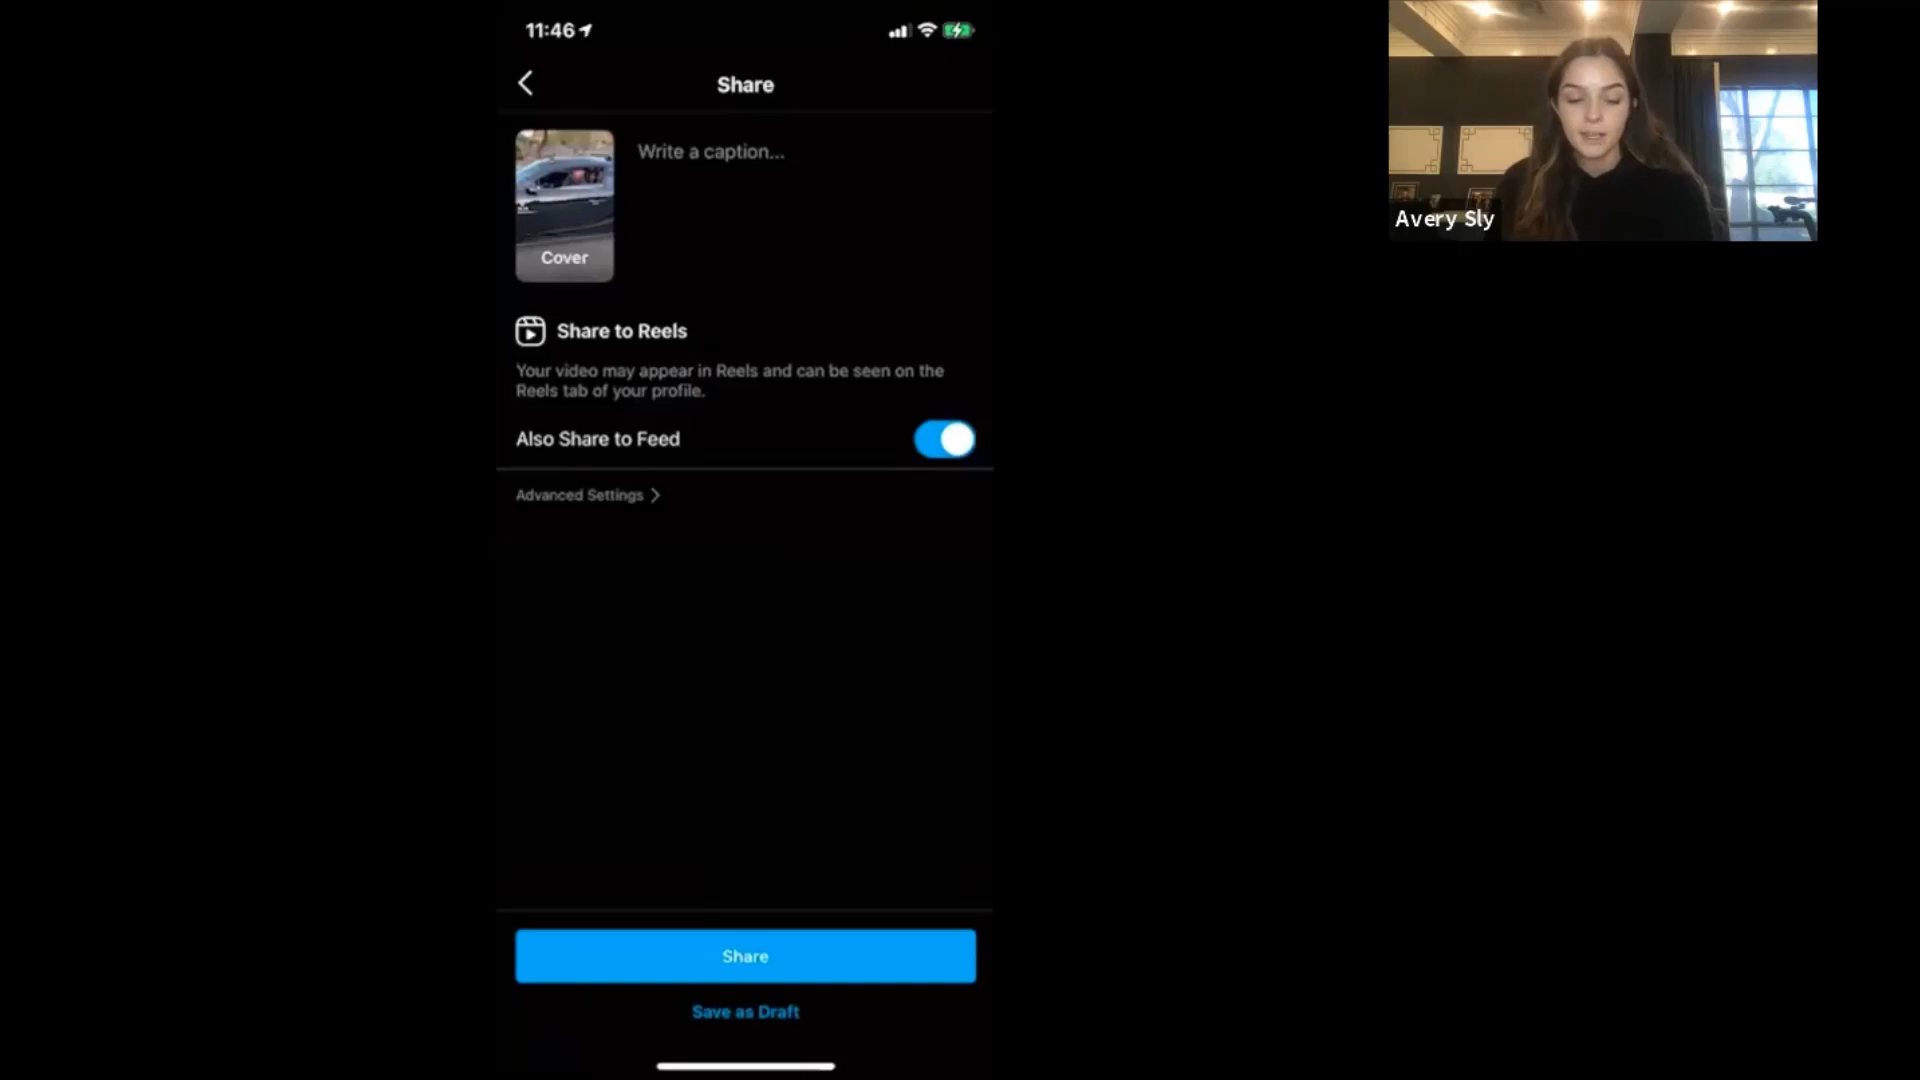 11:46
Share
Write a caption...
Cover
Share to Reels
Your video may appear in Reels and can be seen on the
Reels tab of your profile.
Also Share to Feed
Advanced Settings
Share
Save as Draft
Avery Sly